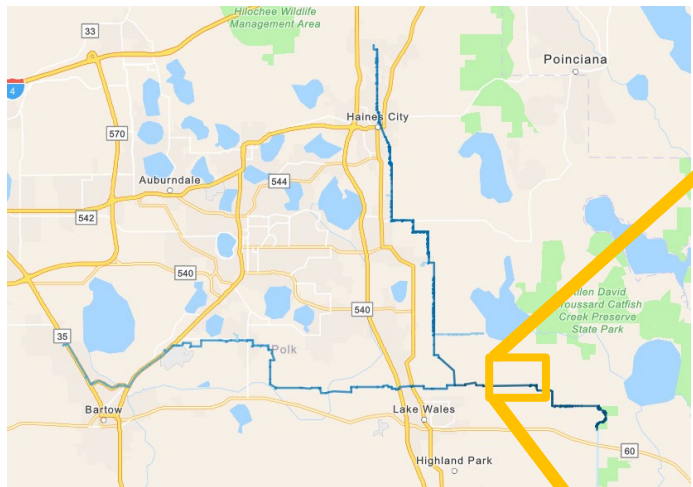 Hilochee Wildlife
Management Area
33
Poinciana
4
Haines City
570
Auburndale
544
542
540
Allen David
Broussard Catfish
Creek Preserve
State Park
540
35
Polk
Bartow
Lake Wales
60
Highland Park